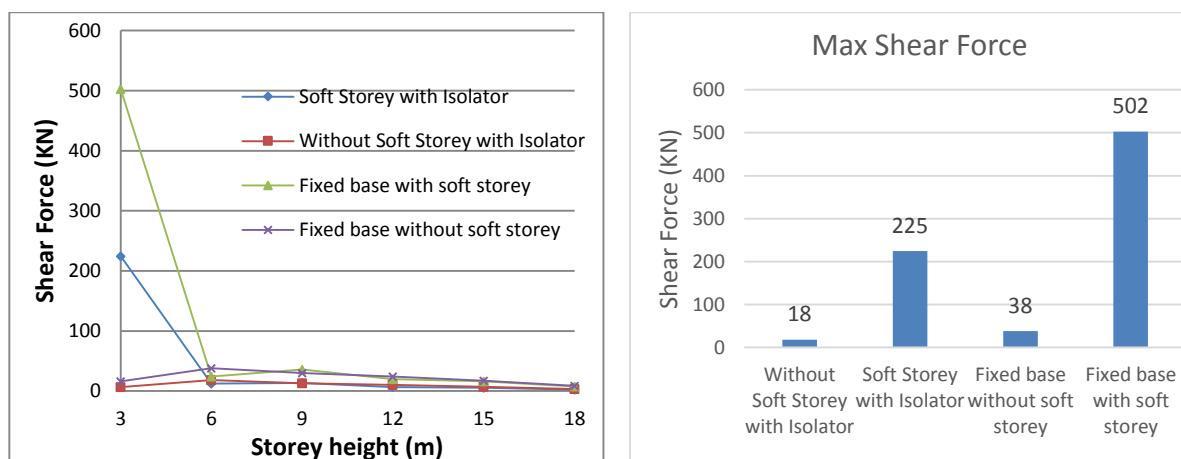 600
500
400
300
200
100
0
Shear Force (KN)
Soft Storey with Isolator
Without Soft Storey with Isolator
Fixed base with soft storey
Fixed base without soft storey
3 6 9 12 15 18
Storey height (m)
Max Shear Force
600
500
400
300
200
100
0
Shear Force (KN)
18
225
38
502
Without
Soft Storey
with Isolator
Soft Storey
with Isolator
Fixed base
without soft
storey
Fixed base
with soft
storey